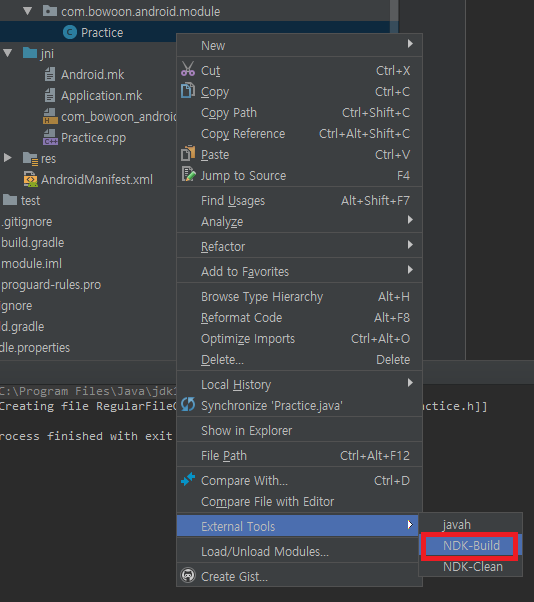 com.bowoon.android.module
Practice
jni
Android.mk
Application.mk
com_bowoon_android
Practice.cpp
res
AndroidManifest.xml
test
.gitignore
build.gradle
module.iml
proguard-rules.pro
ignore
ld.gradle
dle.properties
New
Cut Ctrl+X
Copy Ctrl+C
Copy Path Ctrl+Shift+C
Copy Reference Ctrl+Alt+Shift+C
Paste Ctrl+V
Jump to Source F4
Find Usages Alt+Shift+F7
Analyze
Refactor
Add to Favorites
Browse Type Hierarchy Alt+H
Reformat Code Alt+F8
Optimize Imports Ctrl+Alt+O
Delete... Delete
Local History
Synchronize 'Practice.java'
Show in Explorer
File Path Ctrl+Alt+F12
Compare With... Ctrl+D
Compare File with Editor
External Tools
Load/Unload Modules...
Create Gist...
javah
NDK-Build
NDK-Clean
C:\Program Files\Java\jdk1
Creating file RegularFileO actice.h]]
rocess finished with exit